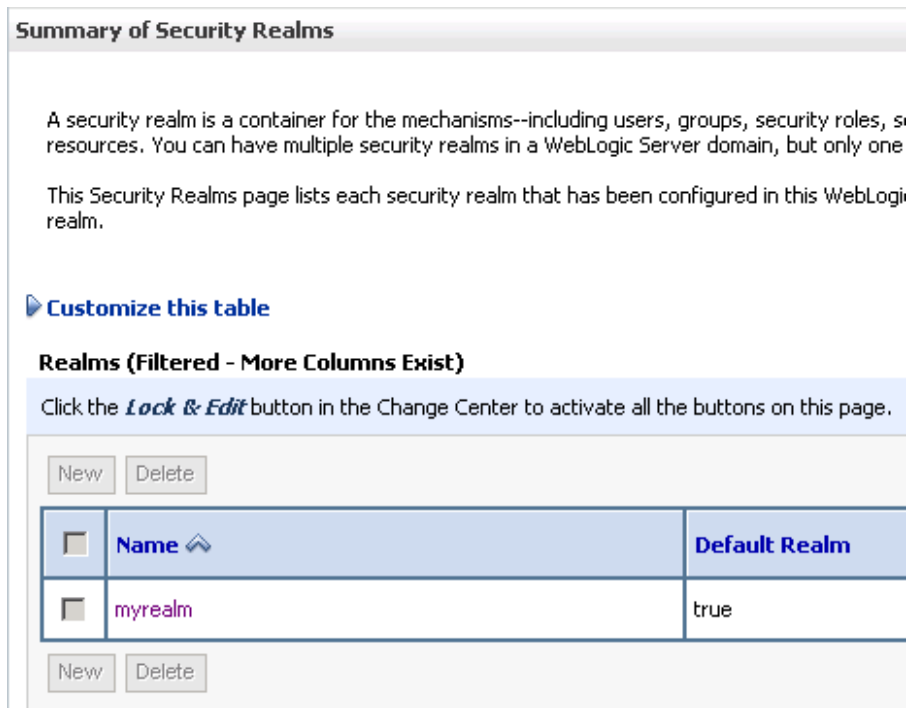 Summary of Security Realms
A security realm is a container for the mechanisms--including users, groups, security roles,
resources. You can have multiple security realms in a WebLogic Server domain, but only one
This Security Realms page lists each security realm that has been configured in this
realm.
Customize this table
Realms (Filtered - More Columns Exist)
Click the Lock & Edit button in the Change Center to activate all the buttons on this page.
New Delete
Name Default Realm
myrealm true
New Delete